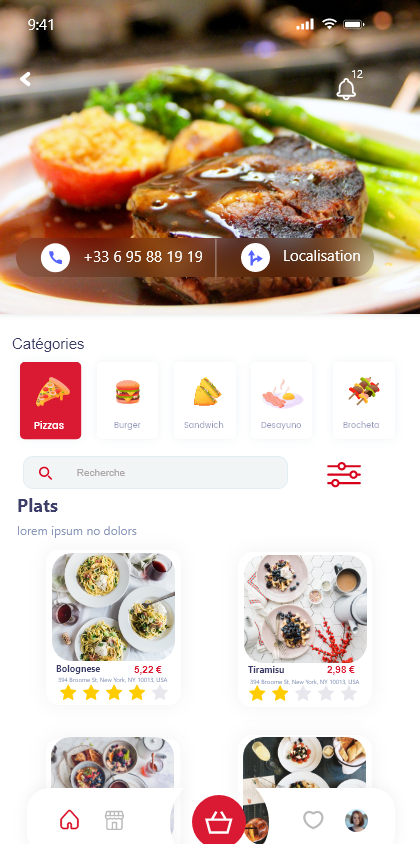 9:41
12
+33 6 95 88 19 19
Localisation
Catégories
Pizzas
Burger
Sandwich
Desayuno
Brocheta
Recherche
Plats
lorem ipsum no dolors
Bolognese 5,22 €
394 Broome St, New York, NY 10013, USA
Tiramisu 2,98 €
394 Broome St, New York, NY 10013, USA